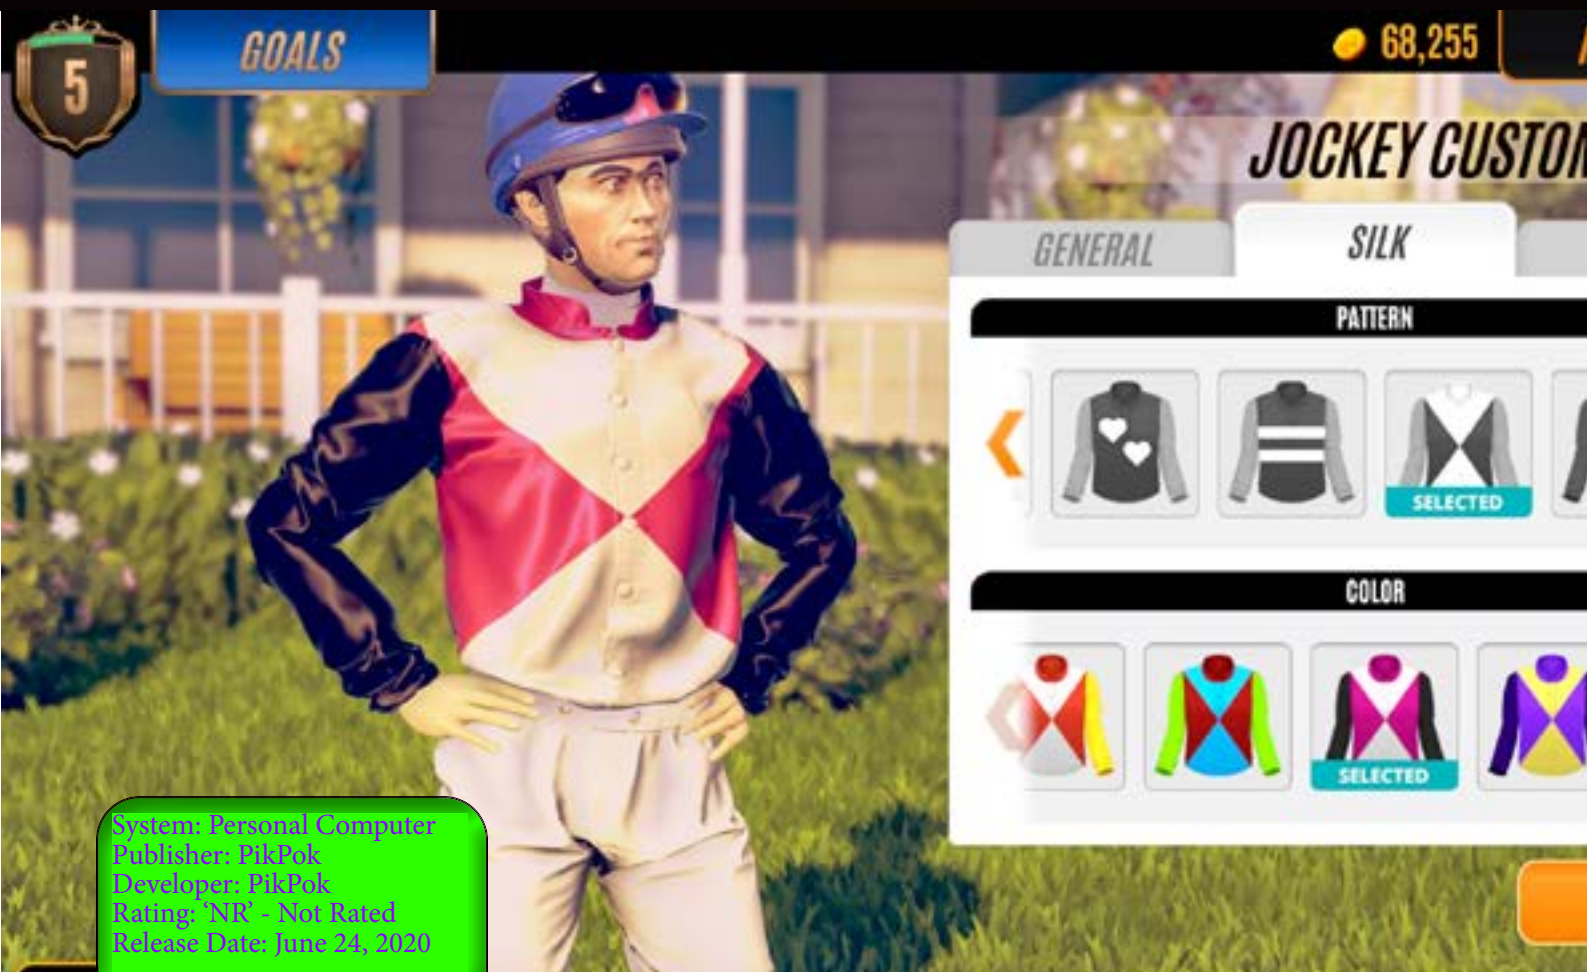 5
GOALS
68,255
JOCKEY CUSTOM
GENERAL
SILK
PATTERN
SELECTED
COLOR
SELECTED
System: Personal Computer
Publisher: PikPok
Developer: PikPok
Rating: ‘NR’ - Not Rated
Release Date: June 24, 2020